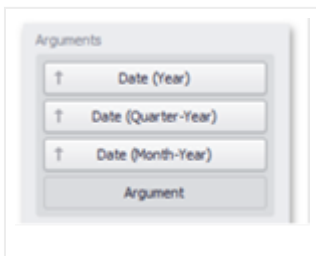 Arguments
↑ Date (Year)
↑ Date (Quarter-Year)
↑ Date (Month-Year)
Argument